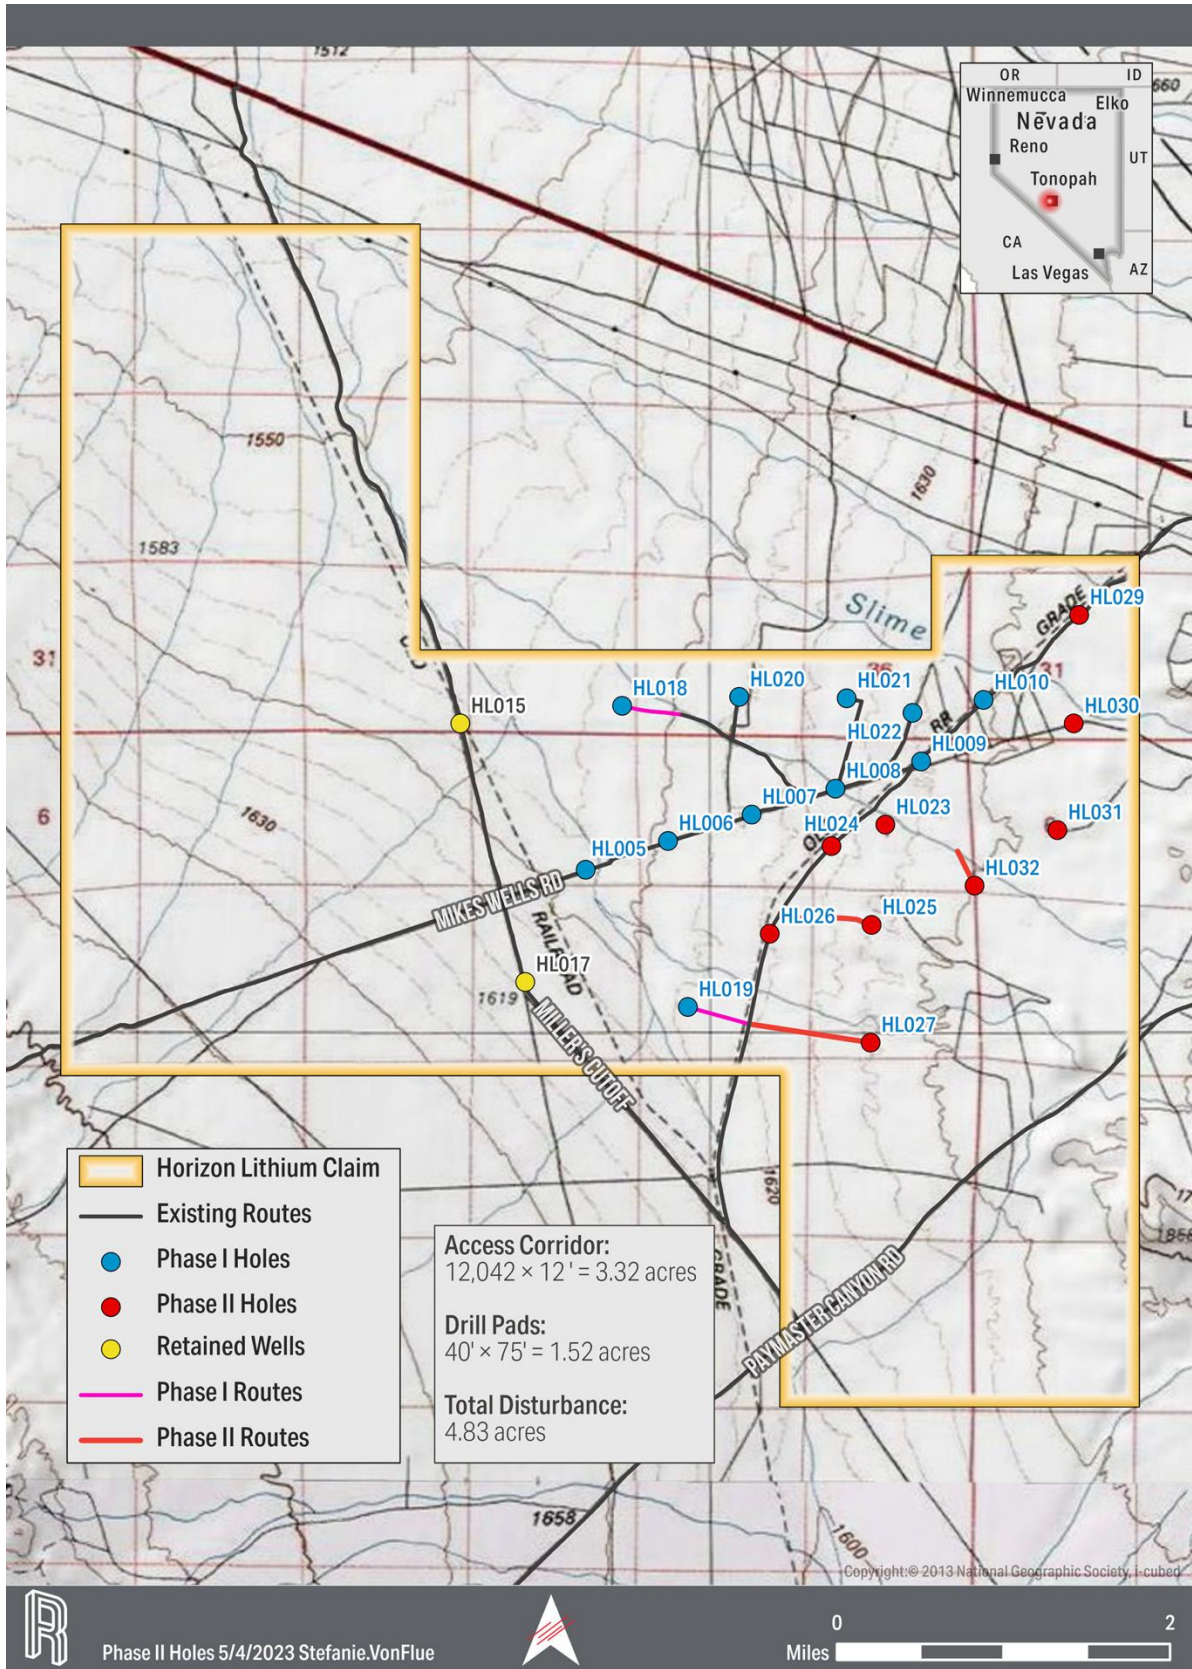 1512
OR
ID
Winnemucca
Elko
660
Nevada
Reno
UT
Tonopah
CA
Las Vegas
AZ
1550
1630
1583
Slime
GRADE
HL029
31
36
31
HL018
HL020
HL021
HL010
HL015
HL022
RR
HL030
HL009
HL008
6
1630
HL007
HL006
HL024
HL023
HL031
HL005
HL032
MIKES WELLS RD
RAILROAD
HL026
HL025
HL017
1619
HL019
MILLER'S CUTOFF
HL027
Horizon Lithium Claim
Existing Routes
Phase I Holes
Phase II Holes
Retained Wells
Phase I Routes
Phase II Routes
1620
GRADE
Access Corridor:
12,042 × 12' = 3.32 acres
Drill Pads:
40' × 75' = 1.52 acres
Total Disturbance:
4.83 acres
PAYMASTER CANYON RD
1658
1600
Copyright:© 2013 National Geographic Society, i-cubed
R
Phase II Holes 5/4/2023 Stefanie.VonFlue
0
2
Miles